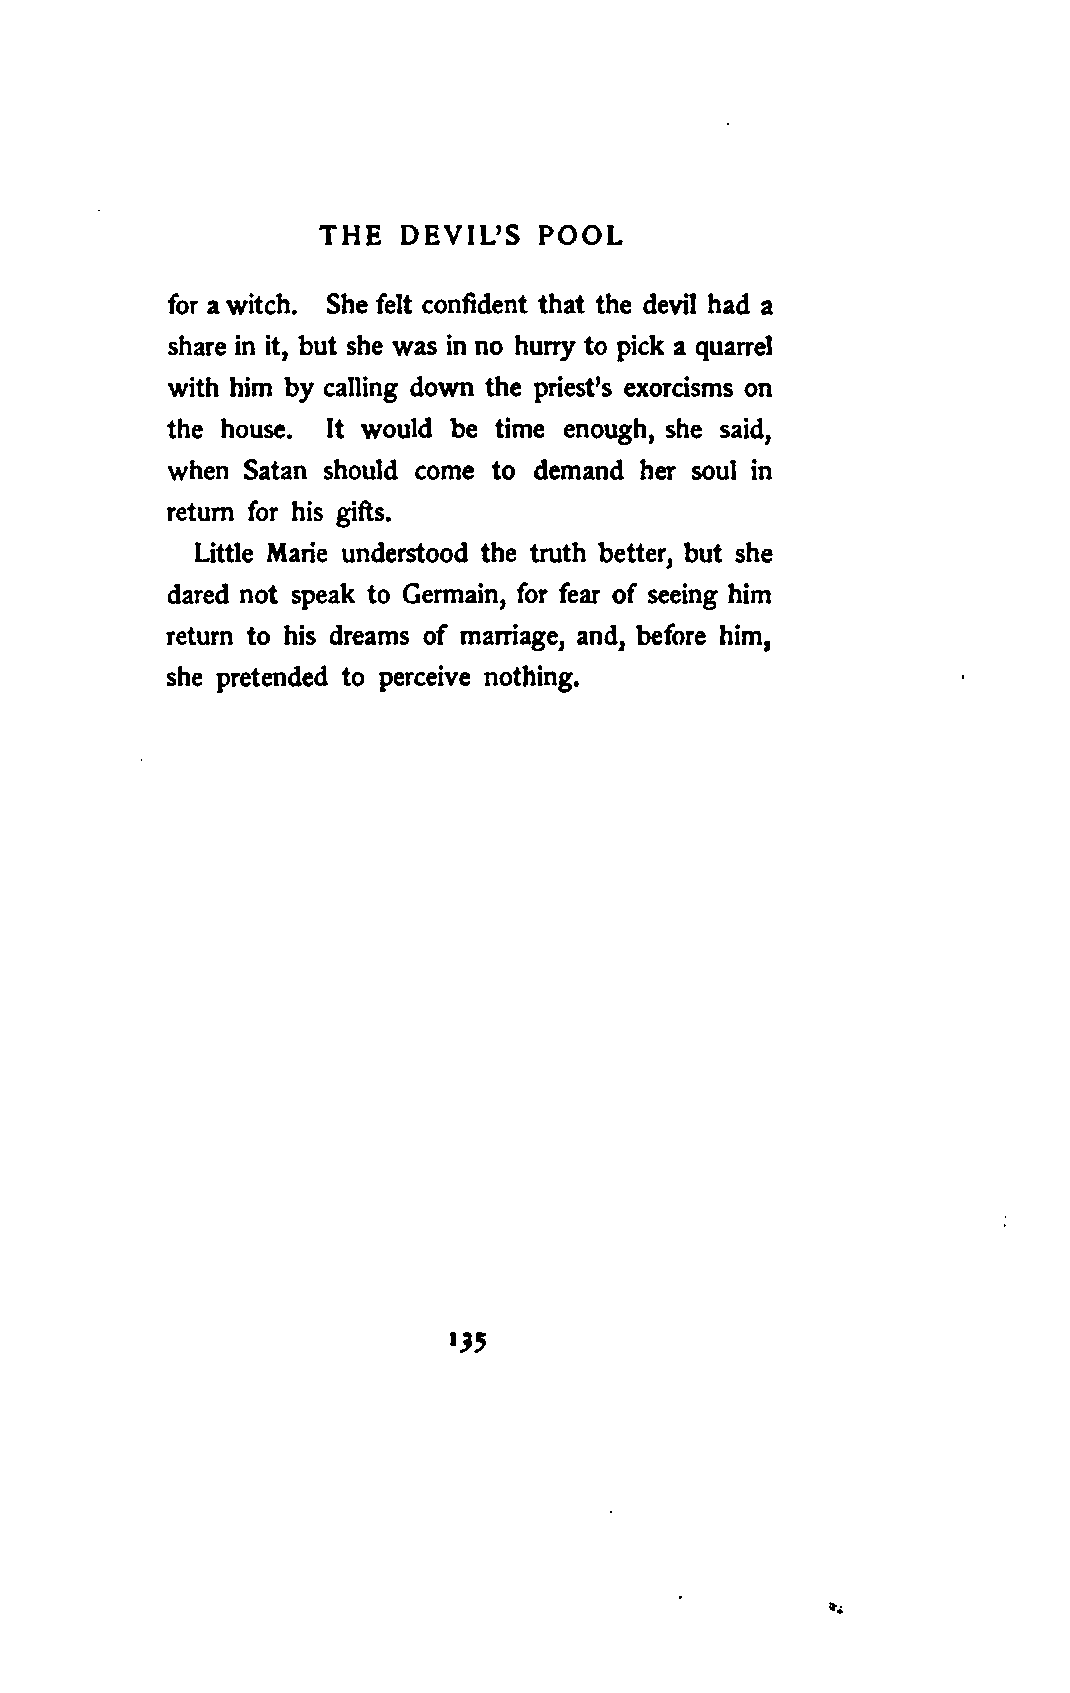 THE DEVIL'S POOL
for a witch. She felt confident that the devil had a
share in it, but she was in no hurry to pick a quarrel
with him by calling down the priest's exorcisms on
the house. It would be time enough, she said,
when Satan should come to demand her soul in
return for his gifts.
Little Marie understood the truth better, but she
dared not speak to Germain, for fear of seeing him
return to his dreams of marriage, and, before him,
she pretended to perceive nothing.
135